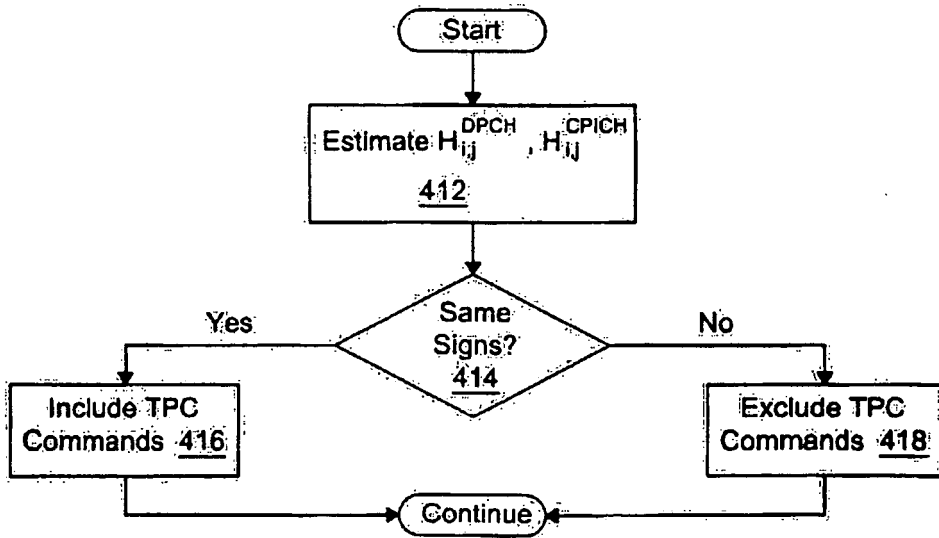 Start
Estimate H_{i,j}^{DPCH} , H_{i,j}^{CPICH}
412
Same
Signs?
414
Yes
No
Include TPC
Commands 416
Exclude TPC
Commands 418
Continue